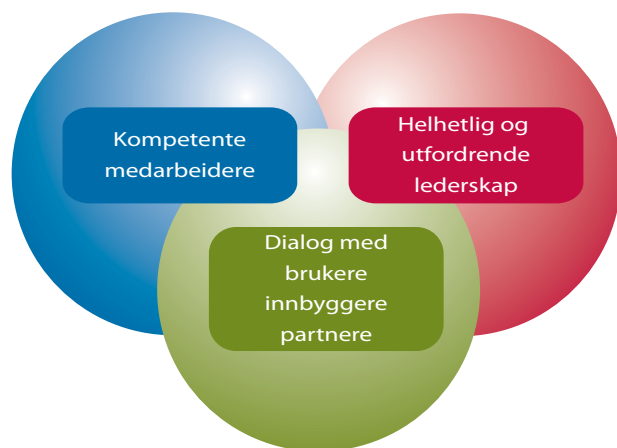 Kompetente
medarbeidere
Helhetlig og
utfordrende
lederskap
Dialog med
brukere
innbyggere
partnere